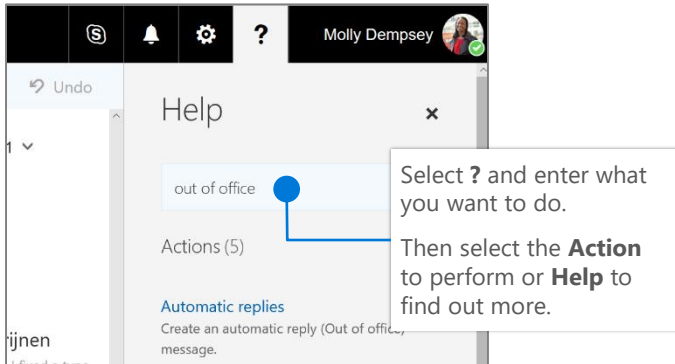 Molly Dempsey
Undo
Help
1
out of office
Select ? and enter what
you want to do.
Actions (5)
Then select the Action
to perform or Help to
find out more.
Automatic replies
Create an automatic reply (Out of office)
message.
rijnen